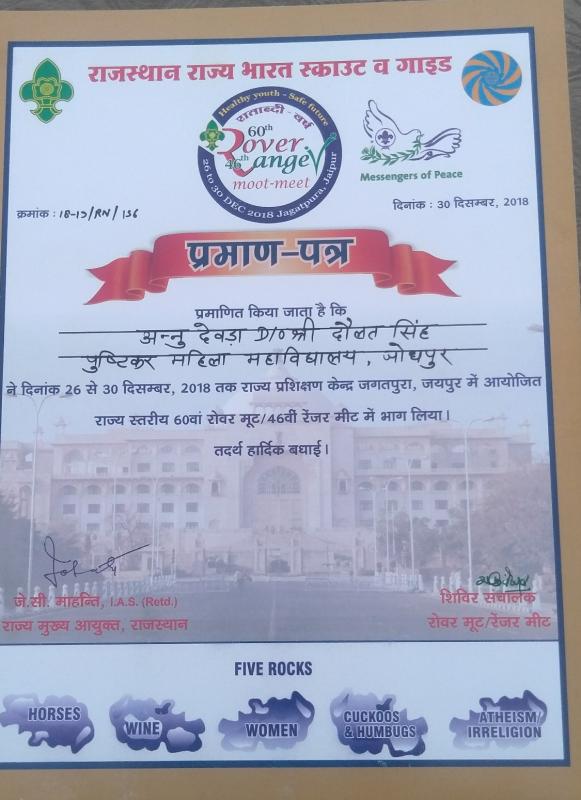 राजस्थान राज्य भारत स्काउट व गाइड
Healthy youth - Safe future
शताब्दी - वर्ष
60th
Rover
46th Ranger
moot-meet
26 to 30 DEC 2018 Jagatpura, Jaipur
Messengers of Peace
क्रमांक : 18-19/RN/136
दिनांक : 30 दिसम्बर, 2018
प्रमाण-पत्र
प्रमाणित किया जाता है कि
अन्नु देवड़ा D/o श्री दौलत सिंह
पुष्टिकर महिला महाविद्यालय, जोधपुर
ने दिनांक 26 से 30 दिसम्बर, 2018 तक राज्य प्रशिक्षण केन्द्र जगतपुरा, जयपुर में आयोजित
राज्य स्तरीय 60वां रोवर मूट/46वीं रेंजर मीट में भाग लिया।
तदर्थ हार्दिक बधाई।
जे.सी. माहन्ति, I.A.S. (Retd.)
राज्य मुख्य आयुक्त, राजस्थान
शिविर संचालक
रोवर मूट/रेंजर मीट
FIVE ROCKS
HORSES
WINE
WOMEN
CUCKOOS
& HUMBUGS
ATHEISM/
IRRELIGION